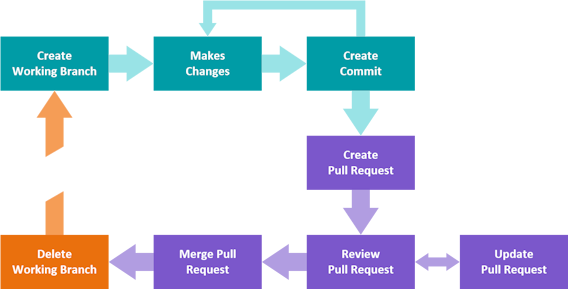 Create
Working Branch
Makes
Changes
Create
Commit
Create
Pull Request
Delete
Working Branch
Merge Pull
Request
Review
Pull Request
Update
Pull Request